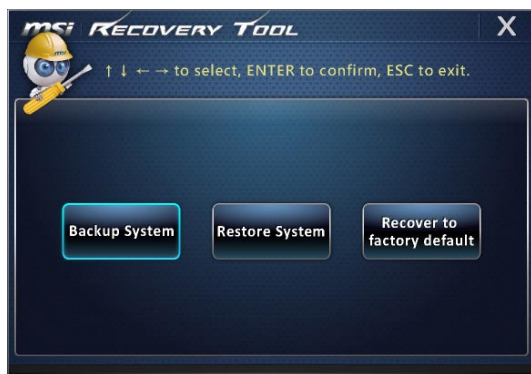 msi RECOVERY TOOL X
↑ ↓ ← → to select, ENTER to confirm, ESC to exit.
Backup System
Restore System
Recover to
factory default